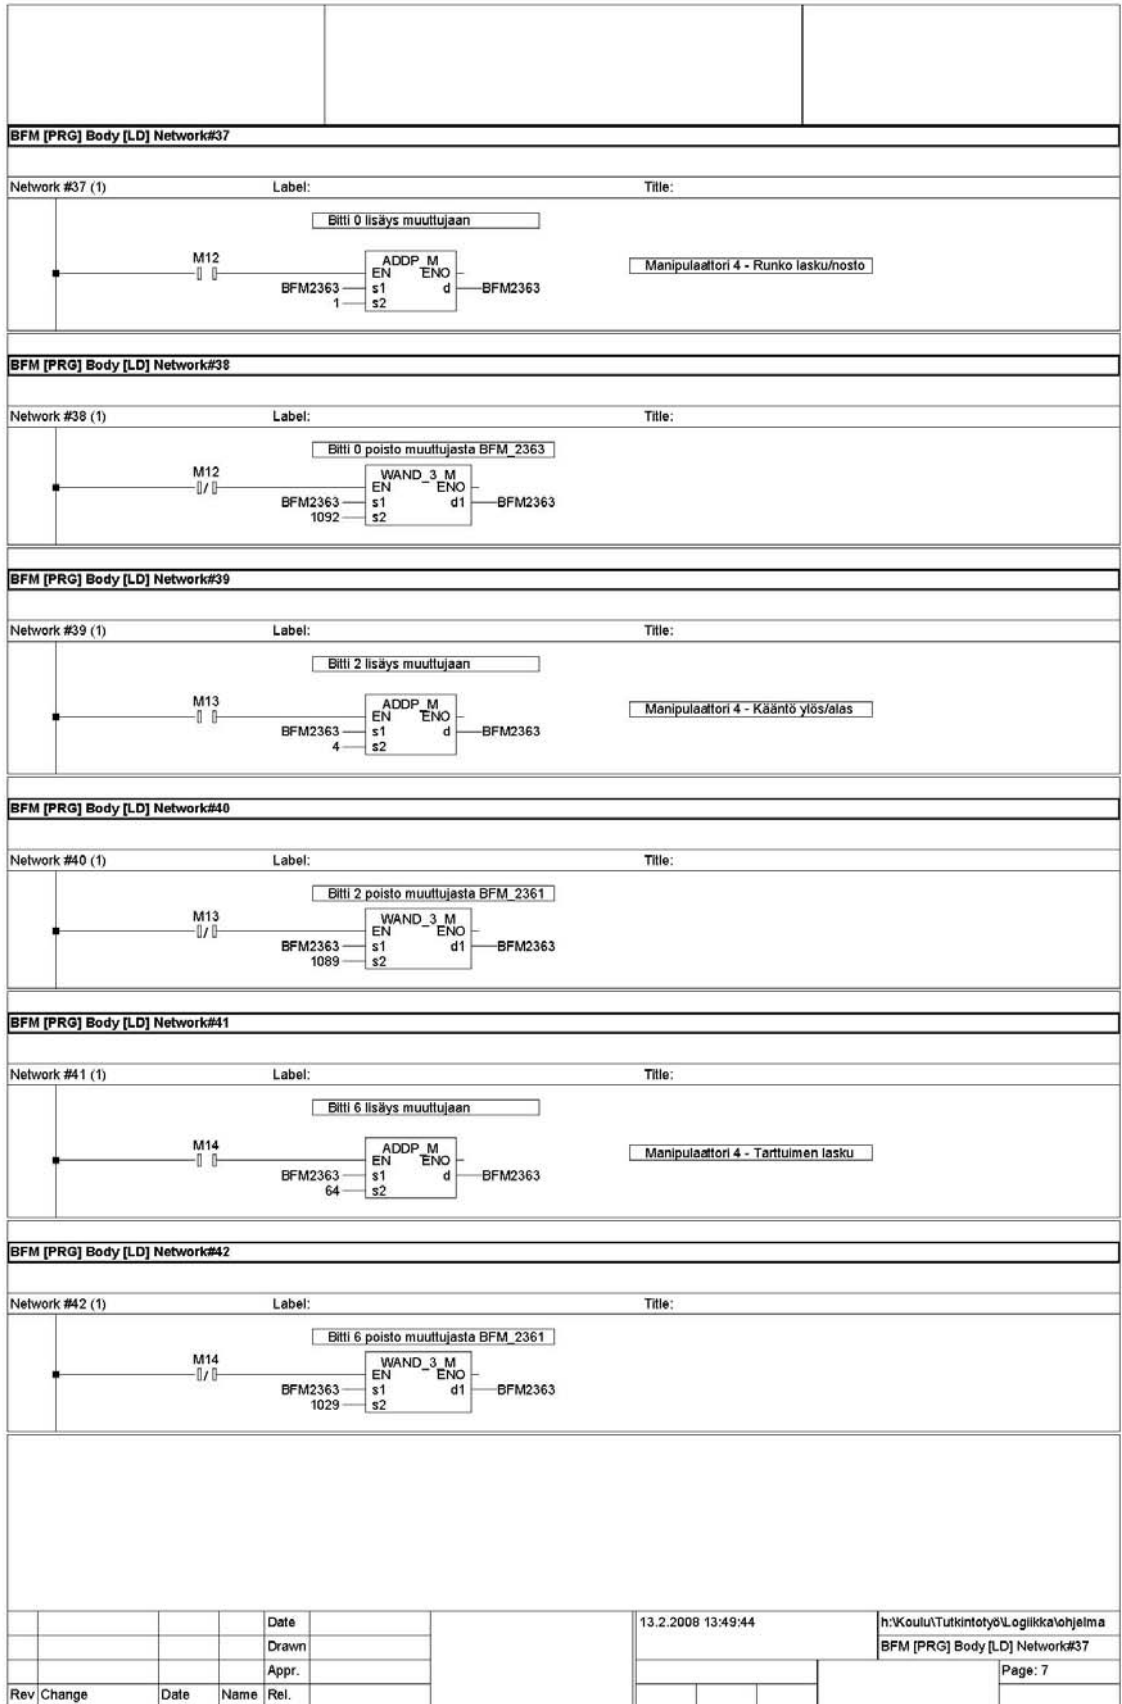 BFM [PRG] Body [LD] Network#37
Network #37 (1) Label: Title:
Bitti 0 lisäys muuttujaan
M12
ADDP_M
EN ENO
BFM2363 s1 d BFM2363
1 s2
Manipulaattori 4 - Runko lasku/nosto
BFM [PRG] Body [LD] Network#38
Network #38 (1) Label: Title:
Bitti 0 poisto muuttujasta BFM_2363
M12
WAND_3_M
EN ENO
BFM2363 s1 d1 BFM2363
1092 s2
BFM [PRG] Body [LD] Network#39
Network #39 (1) Label: Title:
Bitti 2 lisäys muuttujaan
M13
ADDP_M
EN ENO
BFM2363 s1 d BFM2363
4 s2
Manipulaattori 4 - Kääntö ylös/alas
BFM [PRG] Body [LD] Network#40
Network #40 (1) Label: Title:
Bitti 2 poisto muuttujasta BFM_2361
M13
WAND_3_M
EN ENO
BFM2363 s1 d1 BFM2363
1089 s2
BFM [PRG] Body [LD] Network#41
Network #41 (1) Label: Title:
Bitti 6 lisäys muuttujaan
M14
ADDP_M
EN ENO
BFM2363 s1 d BFM2363
64 s2
Manipulaattori 4 - Tarttuimen lasku
BFM [PRG] Body [LD] Network#42
Network #42 (1) Label: Title:
Bitti 6 poisto muuttujasta BFM_2361
M14
WAND_3_M
EN ENO
BFM2363 s1 d1 BFM2363
1029 s2
Date 13.2.2008 13:49:44 h:\Koulu\Tutkintotyö\Logiikka\ohjelma
Drawn BFM [PRG] Body [LD] Network#37
Appr. Page: 7
Rev Change Date Name Rel.